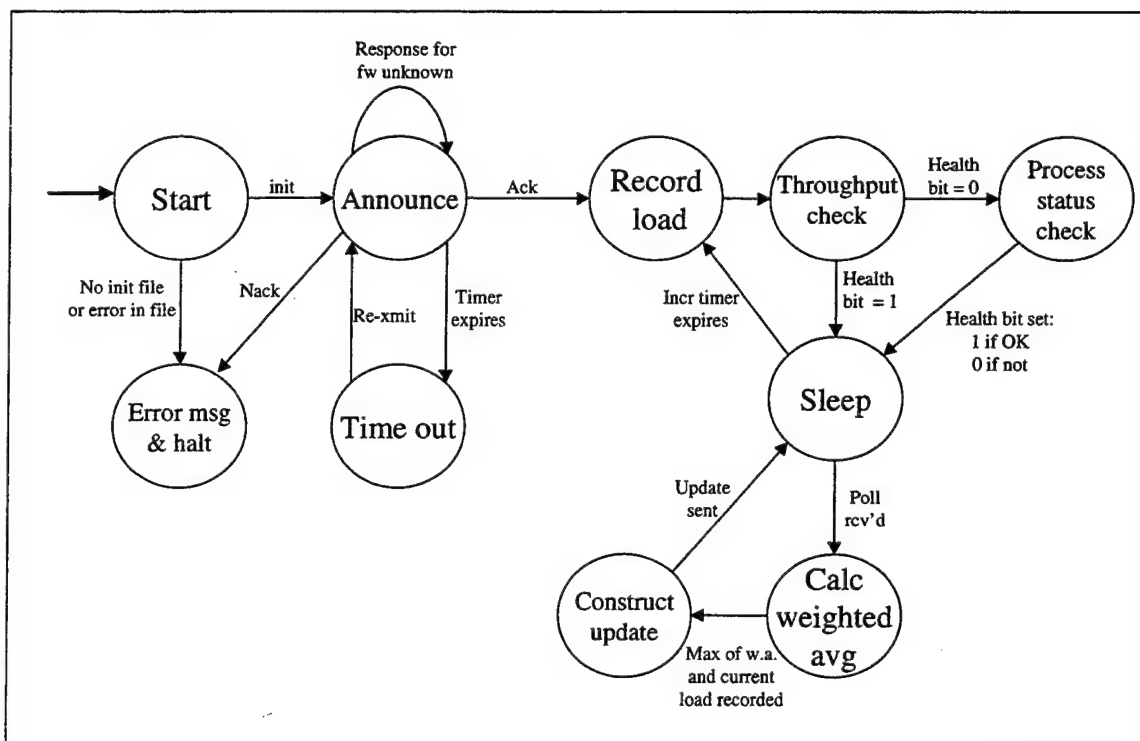 Response for
fw unknown
Start
init
Announce
Ack
Record
load
Throughput
check
Health
bit = 0
Process
status
check
No init file
or error in file
Nack
Re-xmit
Timer
expires
Incr timer
expires
Health
bit = 1
Health bit set:
1 if OK
0 if not
Error msg
& halt
Time out
Sleep
Update
sent
Poll
rcv'd
Construct
update
Calc
weighted
avg
Max of w.a.
and current
load recorded